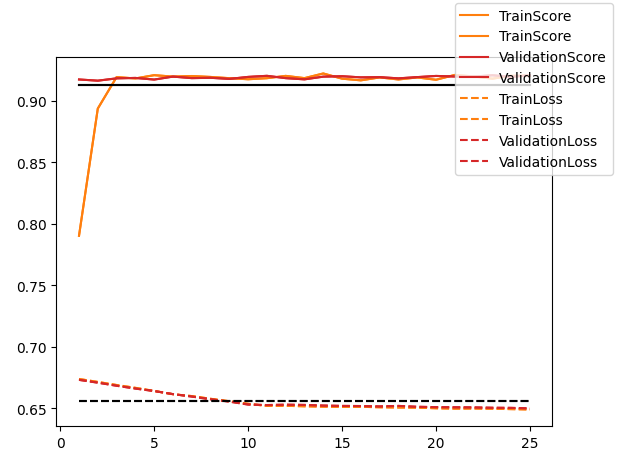 TrainScore
TrainScore
ValidationScore
ValidationScore
TrainLoss
TrainLoss
ValidationLoss
ValidationLoss
0.90
0.85
0.80
0.75
0.70
0.65
0 5 10 15 20 25